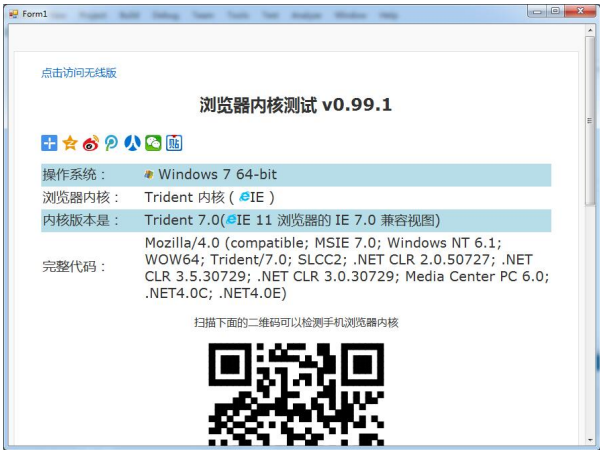 Form1
点击访问无线版
浏览器内核测试 v0.99.1
贴
操作系统： Windows 7 64-bit
浏览器内核： Trident 内核 ( IE )
内核版本是： Trident 7.0(IE 11 浏览器的 IE 7.0 兼容视图)
完整代码：
Mozilla/4.0 (compatible; MSIE 7.0; Windows NT 6.1;
WOW64; Trident/7.0; SLCC2; .NET CLR 2.0.50727; .NET
CLR 3.5.30729; .NET CLR 3.0.30729; Media Center PC 6.0;
.NET4.0C; .NET4.0E)
扫描下面的二维码可以检测手机浏览器内核